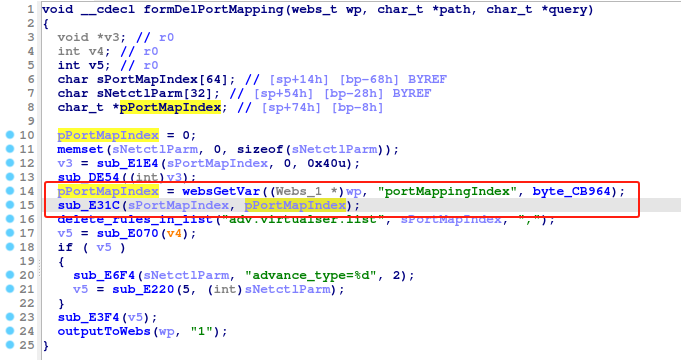 1 void __cdecl formDelPortMapping(webs_t wp, char_t *path, char_t *query)
2 {
3 void *v3; // r0
4 int v4; // r0
5 int v5; // r0
6 char sPortMapIndex[64]; // [sp+14h] [bp-68h] BYREF
7 char sNetctlParm[32]; // [sp+54h] [bp-28h] BYREF
8 char_t *pPortMapIndex; // [sp+74h] [bp-8h]
9
10 pPortMapIndex = 0;
11 memset(sNetctlParm, 0, sizeof(sNetctlParm));
12 v3 = sub_E1E4(sPortMapIndex, 0, 0x40u);
13 sub_DE54((int)v3);
14 pPortMapIndex = websGetVar((Webs_1 *)wp, "portMappingIndex", byte_CB964);
15 sub_E31C(sPortMapIndex, pPortMapIndex);
16 delete_rules_in_list("adv.virtualser.list", sPortMapIndex, ",");
17 v5 = sub_E070(v4);
18 if ( v5 )
19 {
20 sub_E6F4(sNetctlParm, "advance_type=%d", 2);
21 v5 = sub_E220(5, (int)sNetctlParm);
22 }
23 sub_E3F4(v5);
24 outputToWebs(wp, "1");
25 }